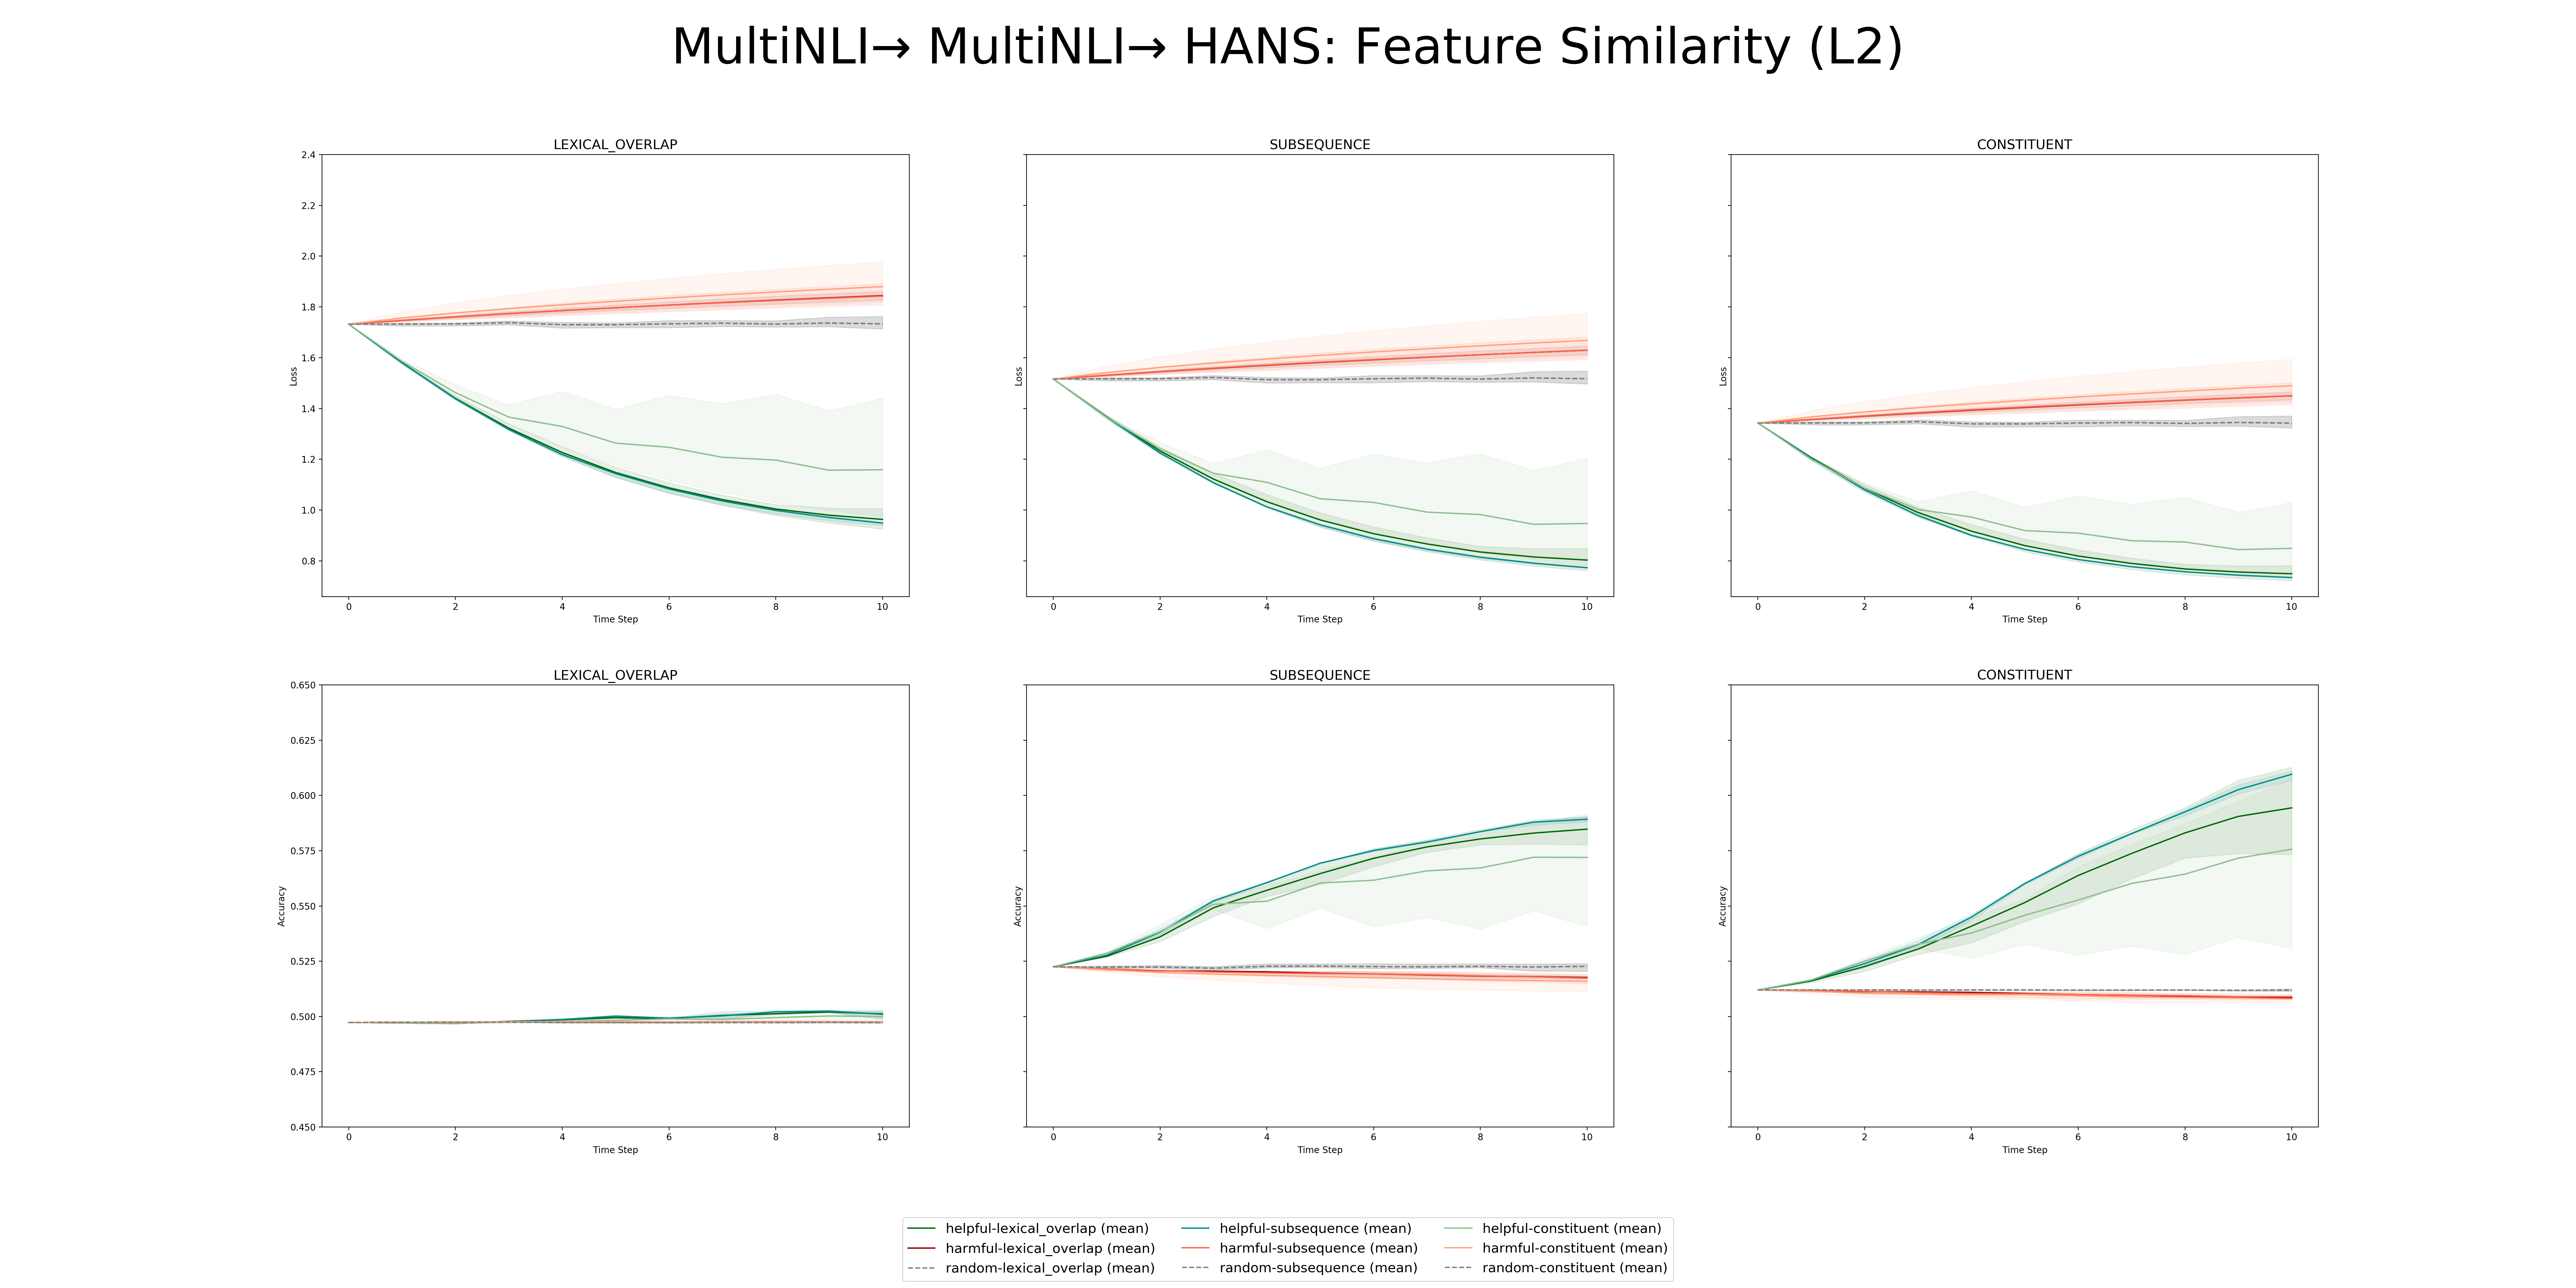 MultiNLI→ MultiNLI→ HANS: Feature Similarity (L2)
LEXICAL_OVERLAP
2.4
2.2
2.0
1.8
1.6
1.4
1.2
1.0
0.8
Loss
0 2 4 6 8 10
Time Step
SUBSEQUENCE
Loss
0 2 4 6 8 10
Time Step
CONSTITUENT
Loss
0 2 4 6 8 10
Time Step
LEXICAL_OVERLAP
0.650
0.625
0.600
0.575
0.550
0.525
0.500
0.475
0.450
Accuracy
0 2 4 6 8 10
Time Step
SUBSEQUENCE
Accuracy
0 2 4 6 8 10
Time Step
CONSTITUENT
Accuracy
0 2 4 6 8 10
Time Step
helpful-lexical_overlap (mean)
harmful-lexical_overlap (mean)
random-lexical_overlap (mean)
helpful-subsequence (mean)
harmful-subsequence (mean)
random-subsequence (mean)
helpful-constituent (mean)
harmful-constituent (mean)
random-constituent (mean)